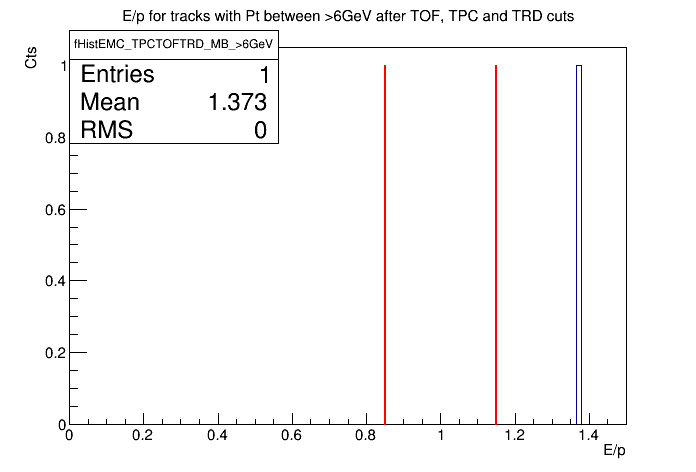 E/p for tracks with Pt between >6GeV after TOF, TPC and TRD cuts
fHistEMC_TPCTOFTRD_MB_>6GeV
Entries 1
Mean 1.373
RMS 0
Cts
1
0.8
0.6
0.4
0.2
0
0 0.2 0.4 0.6 0.8 1 1.2 1.4
E/p